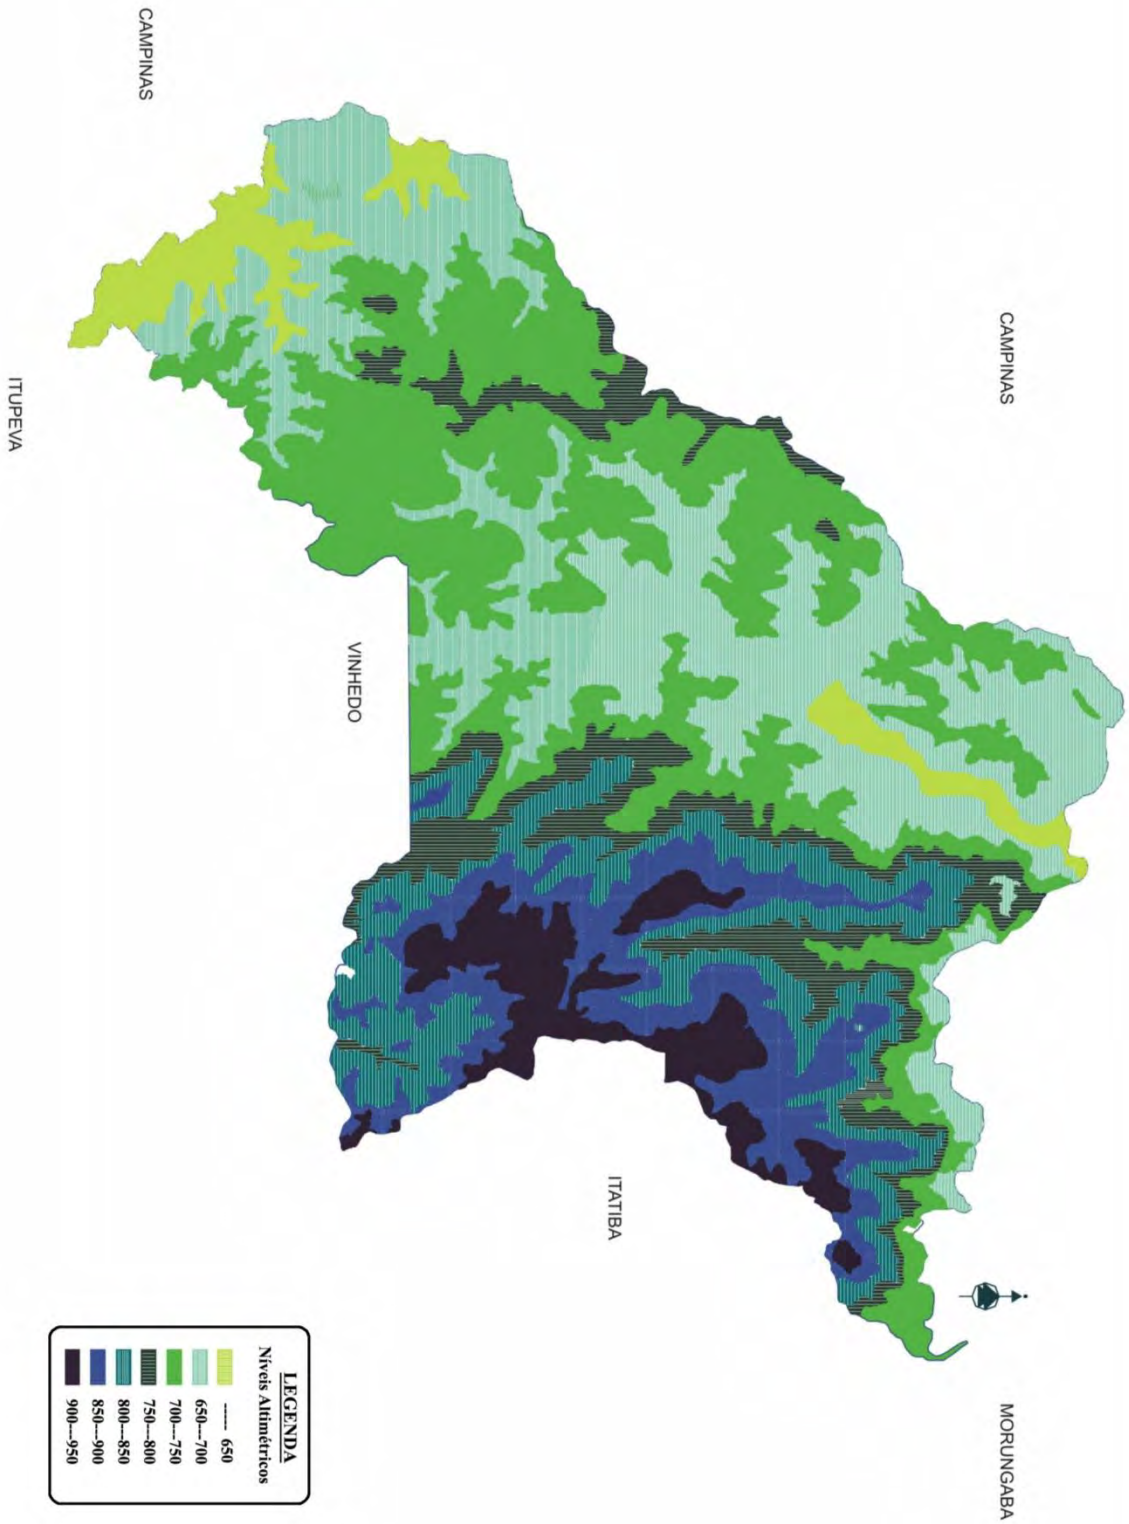 CAMPINAS
MORUNGABA
CAMPINAS
ITATIBA
VINHEDO
ITUPEVA
LEGENDA
Níveis Altimétricos
---- 650
650---700
700---750
750---800
800---850
850---900
900---950